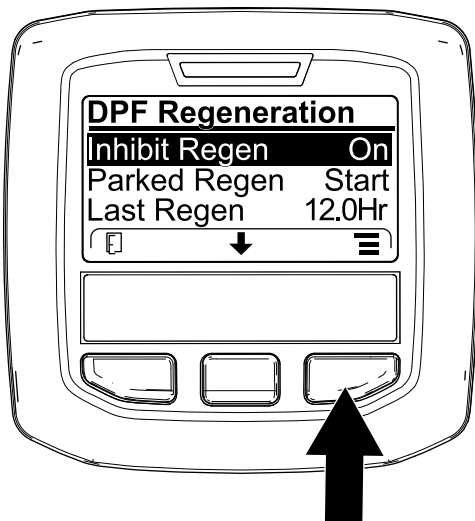 DPF Regeneration
Inhibit Regen On
Parked Regen Start
Last Regen 12.0Hr